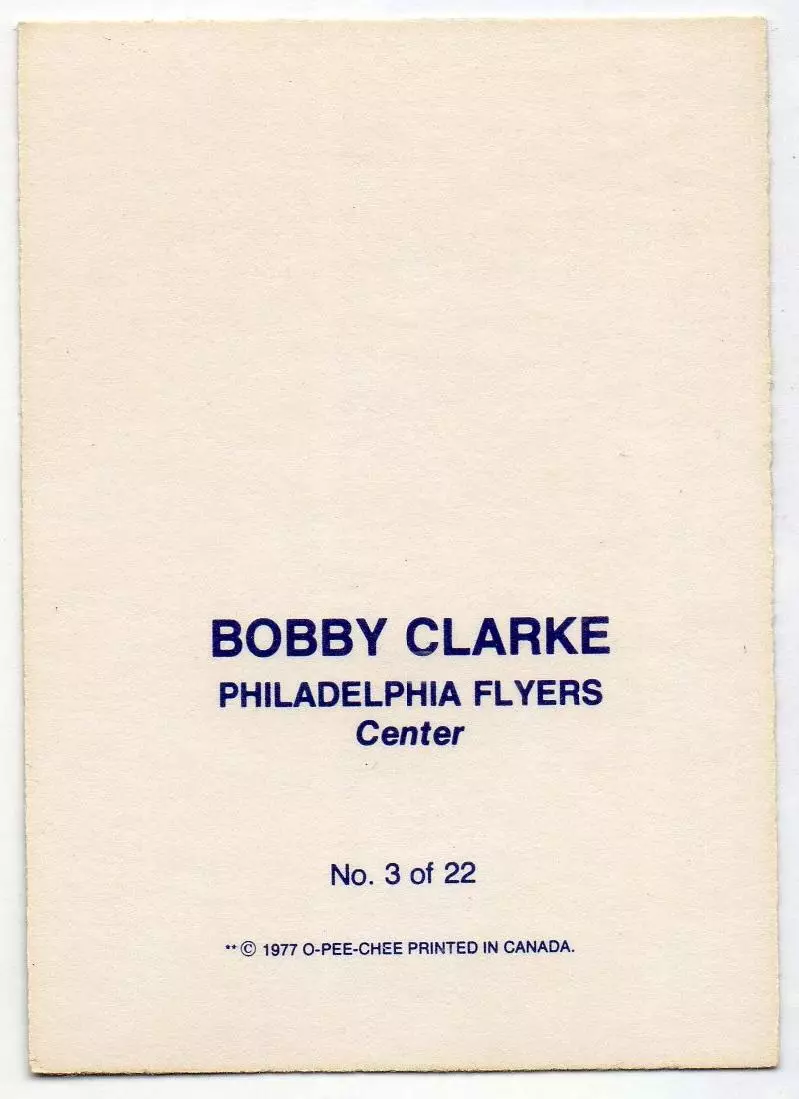 BOBBY CLARKE
PHILADELPHIA FLYERS
Center
No. 3 of 22
** © 1977 O-PEE-CHEE PRINTED IN CANADA.